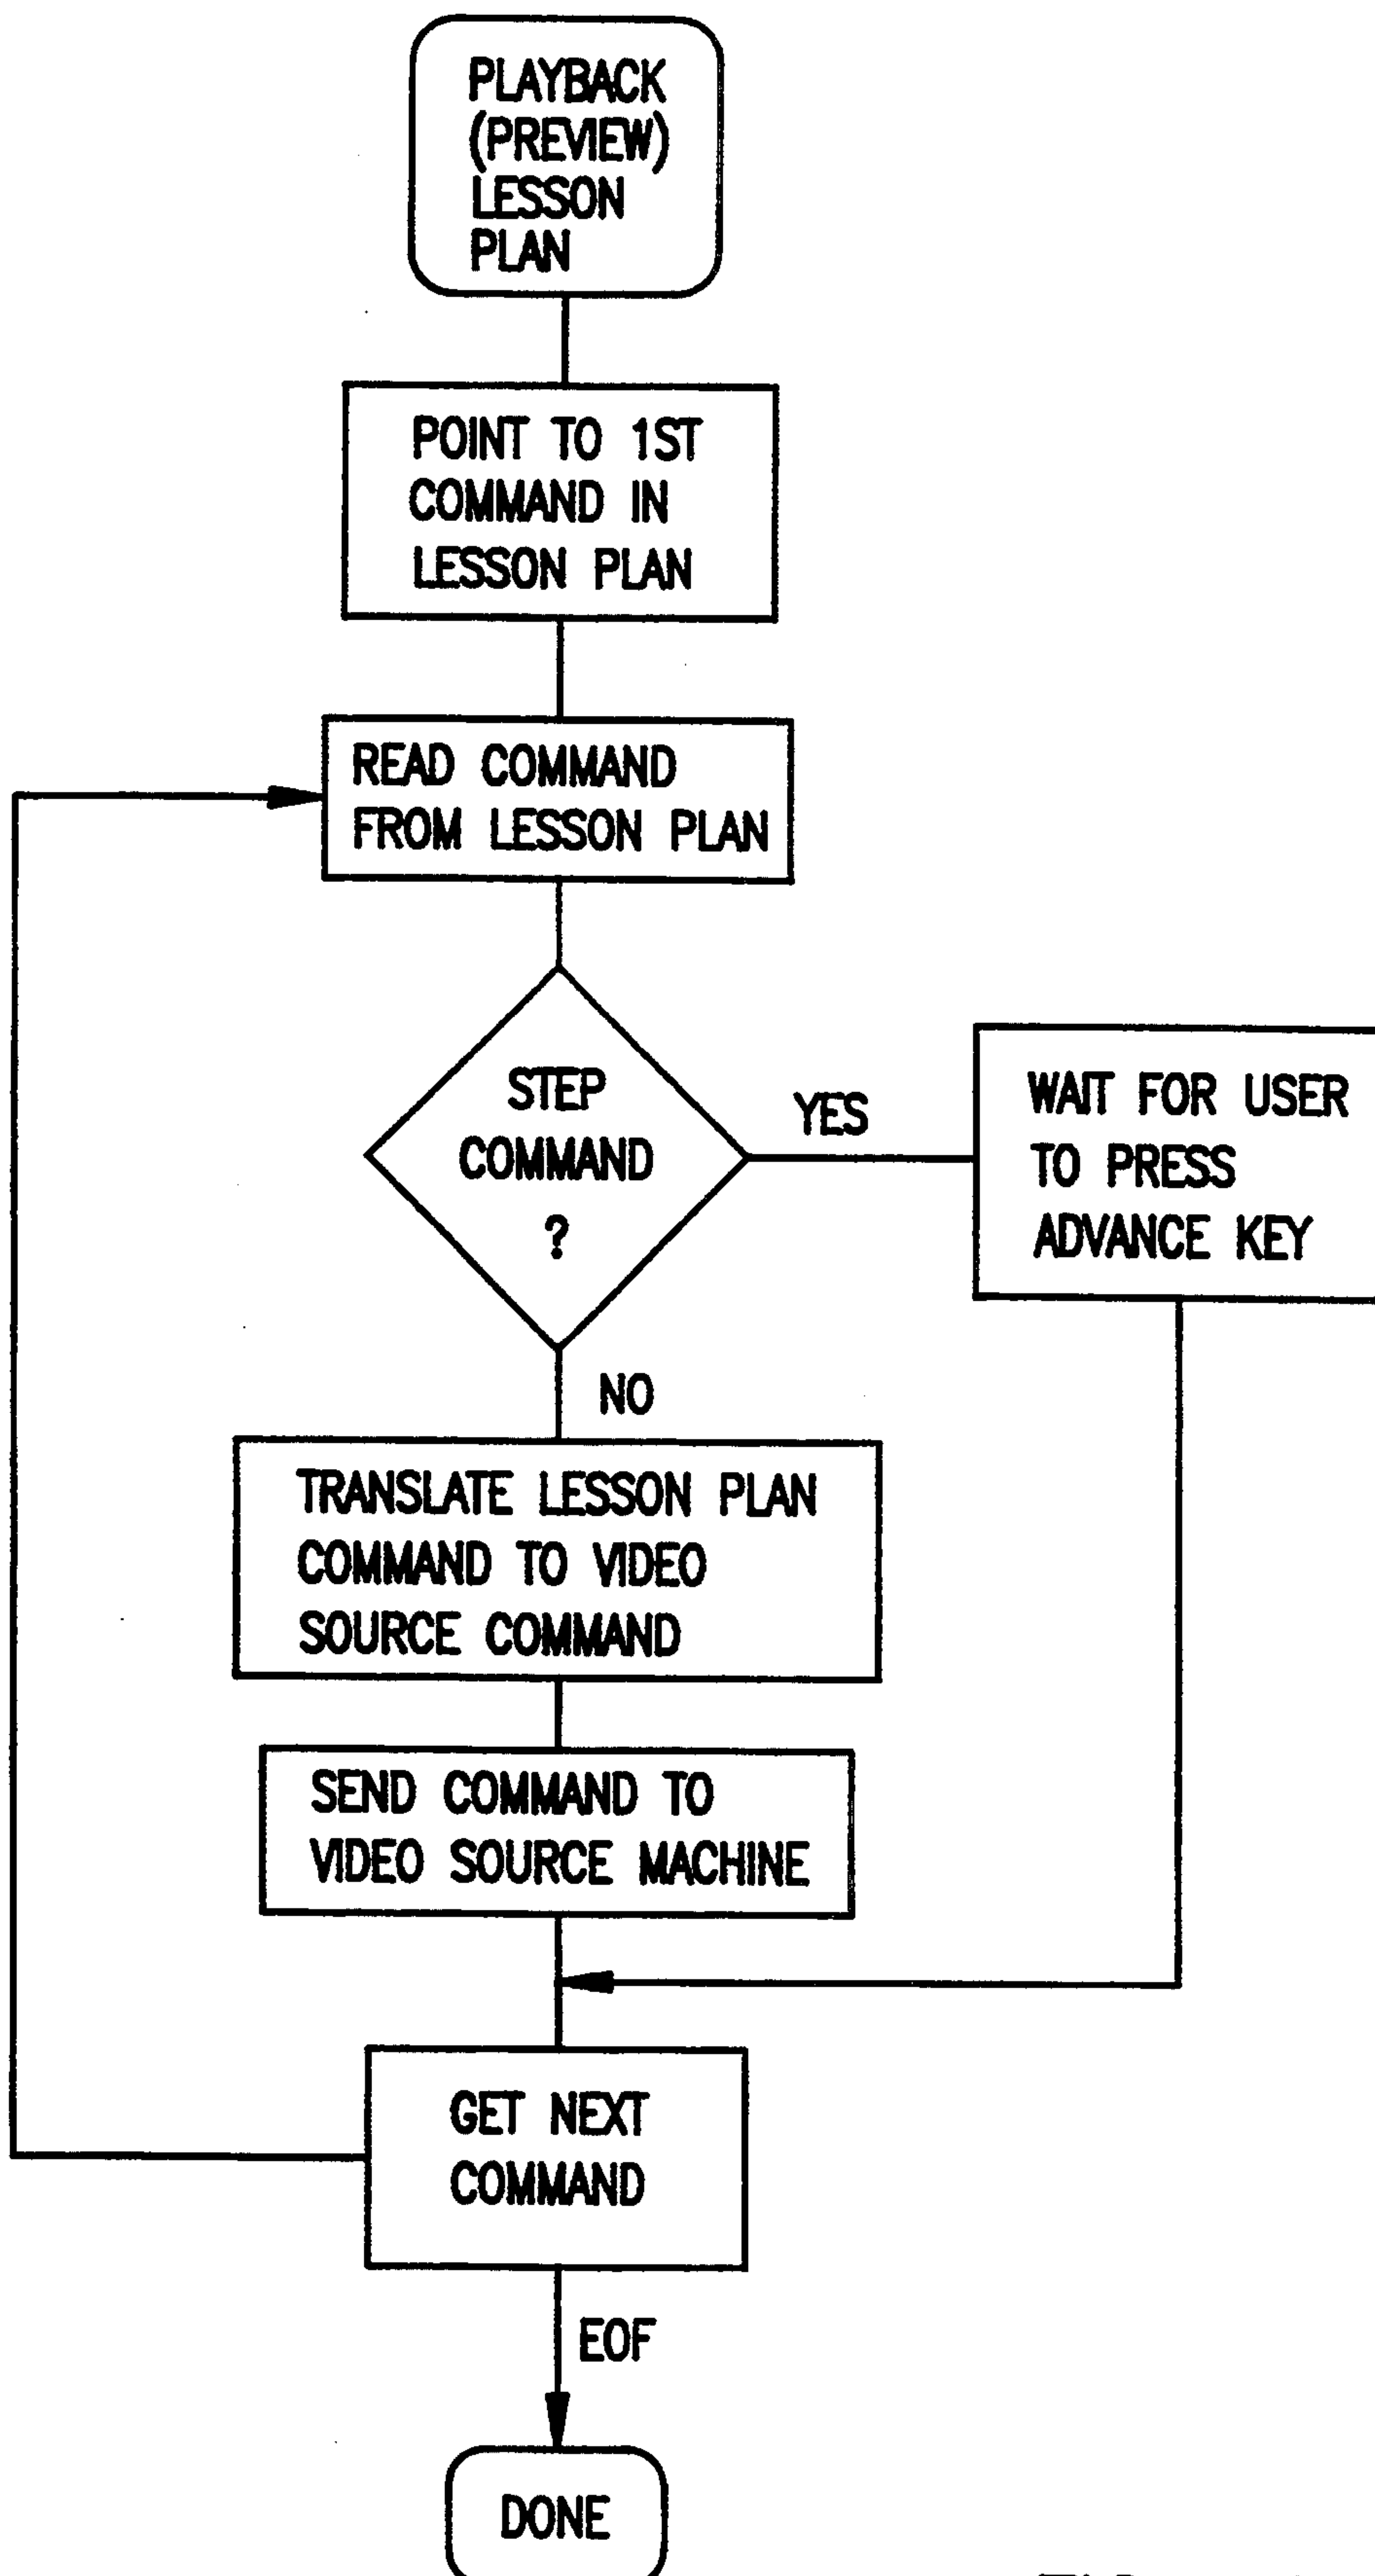 PLAYBACK
(PREVIEW)
LESSON
PLAN
POINT TO 1ST
COMMAND IN
LESSON PLAN
READ COMMAND
FROM LESSON PLAN
STEP
COMMAND
?
YES
WAIT FOR USER
TO PRESS
ADVANCE KEY
NO
TRANSLATE LESSON PLAN
COMMAND TO VIDEO
SOURCE COMMAND
SEND COMMAND TO
VIDEO SOURCE MACHINE
GET NEXT
COMMAND
EOF
DONE